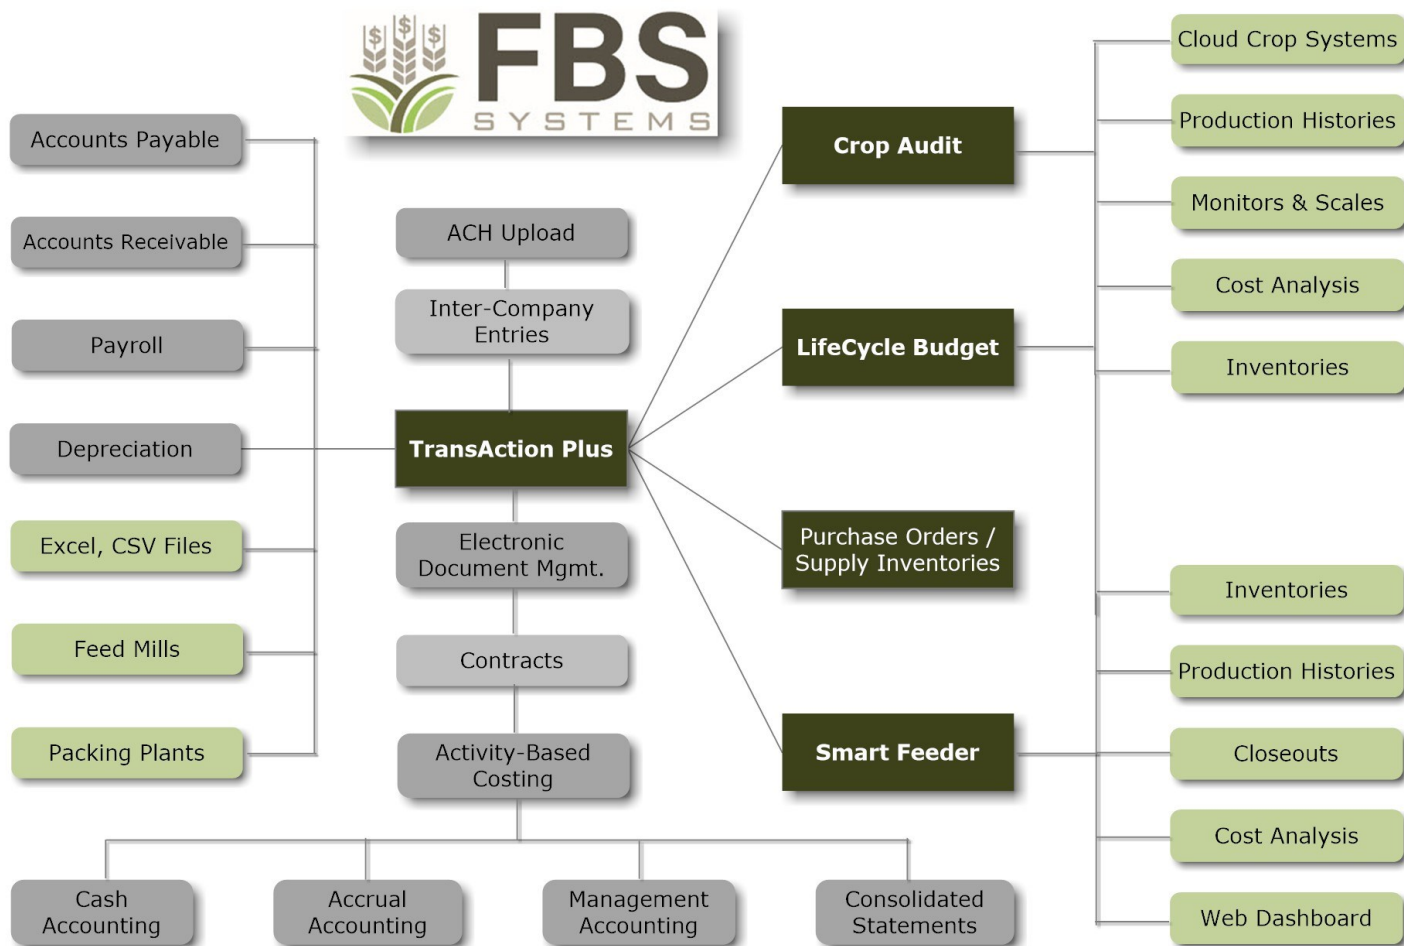 $ $ $
FBS
SYSTEMS
Accounts Payable
Accounts Receivable
Payroll
Depreciation
Excel, CSV Files
Feed Mills
Packing Plants
ACH Upload
Inter-Company
Entries
TransAction Plus
Electronic
Document Mgmt.
Contracts
Activity-Based
Costing
Cash
Accounting
Accrual
Accounting
Management
Accounting
Consolidated
Statements
Crop Audit
LifeCycle Budget
Purchase Orders /
Supply Inventories
Smart Feeder
Cloud Crop Systems
Production Histories
Monitors & Scales
Cost Analysis
Inventories
Inventories
Production Histories
Closeouts
Cost Analysis
Web Dashboard